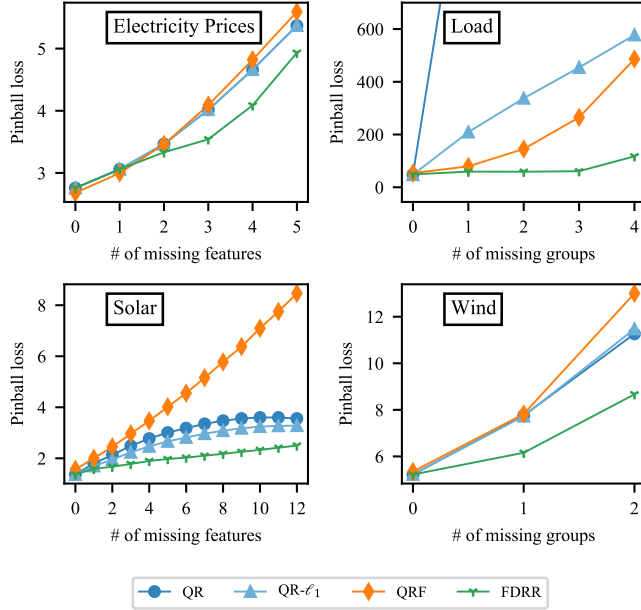 Electricity Prices
Pinball loss
5
4
3
0 1 2 3 4 5
# of missing features
Load
Pinball loss
600
400
200
0
0 1 2 3 4
# of missing groups
Solar
Pinball loss
8
6
4
2
0 2 4 6 8 10 12
# of missing features
Wind
Pinball loss
12
10
8
6
0 1 2
# of missing groups
QR QR-ℓ₁ QRF FDRR